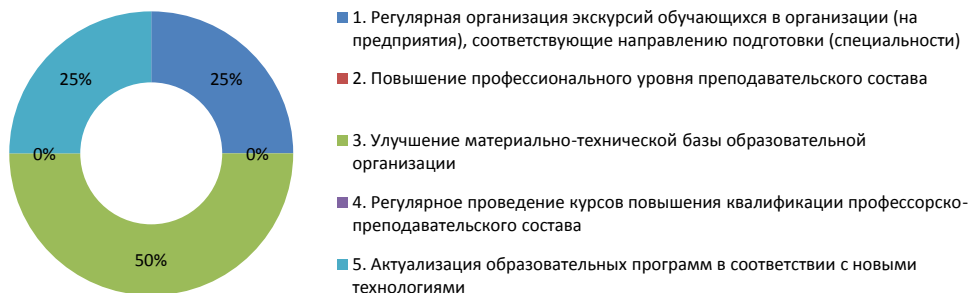 25%
25%
0%
0%
50%
1. Регулярная организация экскурсий обучающихся в организации (на
предприятия), соответствующие направлению подготовки (специальности)
2. Повышение профессионального уровня преподавательского состава
3. Улучшение материально-технической базы образовательной
организации
4. Регулярное проведение курсов повышения квалификации профессорско-
преподавательского состава
5. Актуализация образовательных программ в соответствии с новыми
технологиями